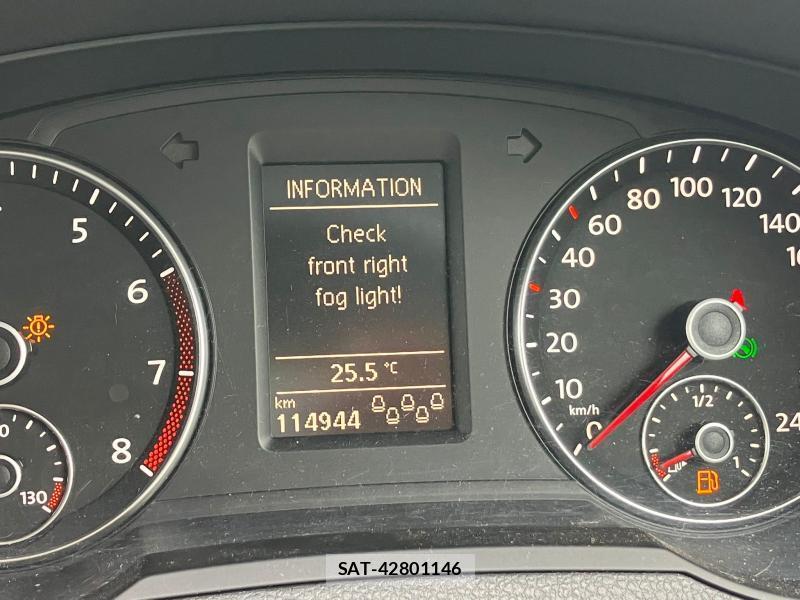 INFORMATION
Check
front right
fog light!
25.5 °C
km
114944
5
6
7
8
130
0
10
20
30
40
60
80
100
120
140
km/h
1/2
1
SAT-42801146